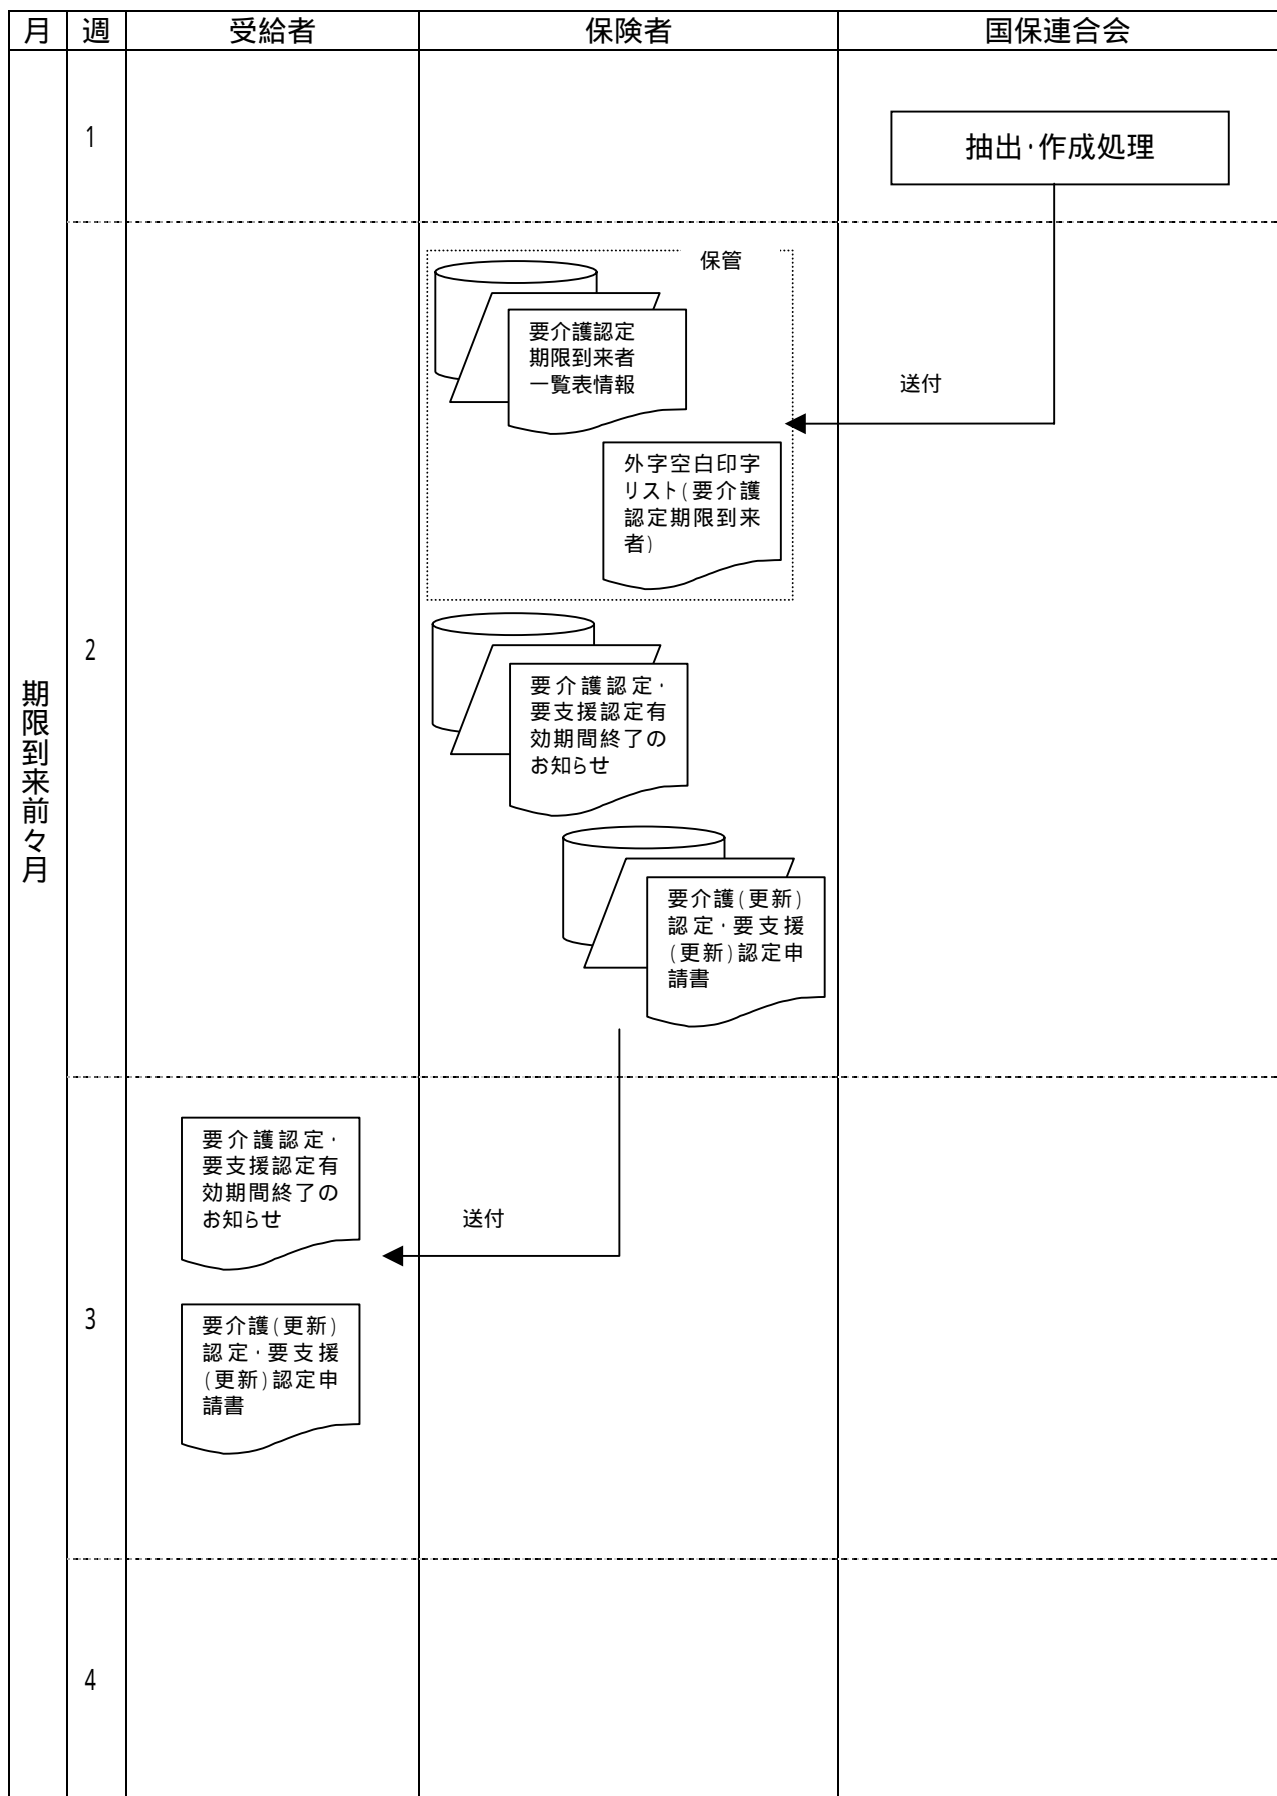 月 週 受給者 保険者 国保連合会
1
抽出・作成処理
保管
要介護認定
期限到来者
一覧表情報
送付
外字空白印字
リスト(要介護
認定期限到来
者)
2
期限到来前々月
要介護認定・
要支援認定有
効期間終了の
お知らせ
要介護(更新)
認定・要支援
(更新)認定申
請書
要介護認定・
要支援認定有
効期間終了の
お知らせ
送付
3
要介護(更新)
認定・要支援
(更新)認定申
請書
4